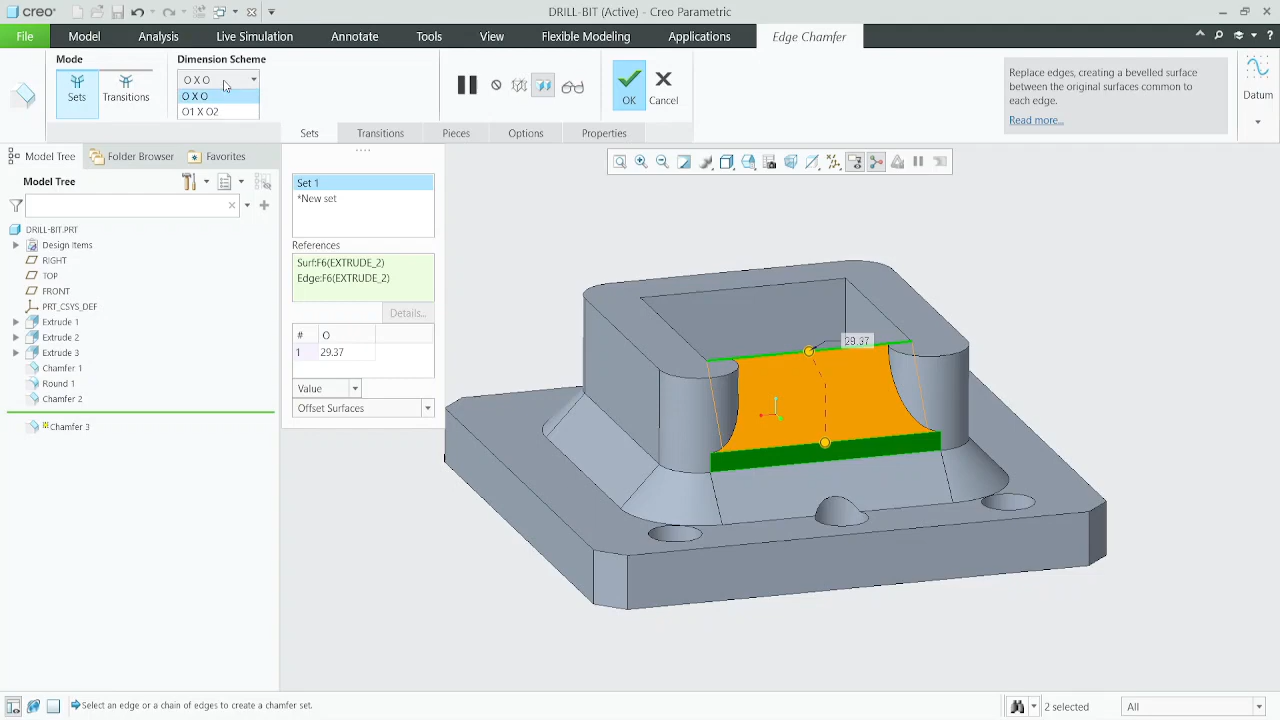 creo
DRILL-BIT (Active) - Creo Parametric
File
Model
Analysis
Live Simulation
Annotate
Tools
View
Flexible Modeling
Applications
Edge Chamfer
Mode
Sets
Transitions
Dimension Scheme
O X O
O X O
O1 X O2
OK
Cancel
Replace edges, creating a bevelled surface
between the original surfaces common to
each edge.
Read more...
Datum
Sets
Transitions
Pieces
Options
Properties
Model Tree
Folder Browser
Favorites
Model Tree
DRILL-BIT.PRT
Design Items
RIGHT
TOP
FRONT
PRT_CSYS_DEF
Extrude 1
Extrude 2
Extrude 3
Chamfer 1
Round 1
Chamfer 2
Chamfer 3
Set 1
*New set
References
Surf:F6(EXTRUDE_2)
Edge:F6(EXTRUDE_2)
Details...
# O
1 29.37
Value
Offset Surfaces
29.37
Select an edge or a chain of edges to create a chamfer set.
2 selected
All